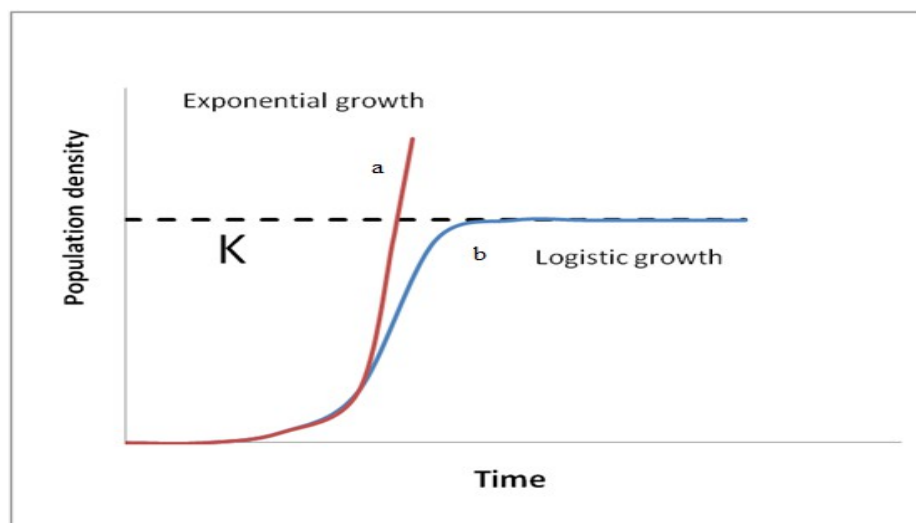 Exponential growth
a
Population density
K
b
Logistic growth
Time